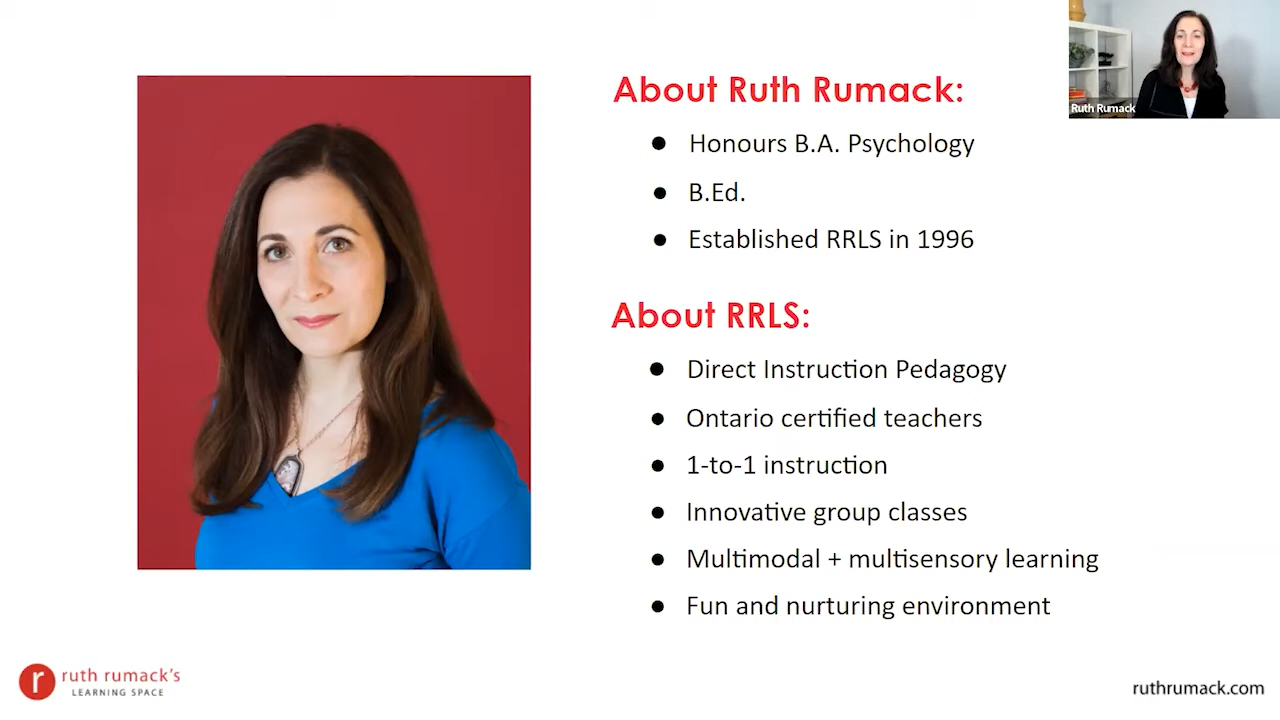 Ruth Rumack
About Ruth Rumack:
● Honours B.A. Psychology
● B.Ed.
● Established RRLS in 1996
About RRLS:
● Direct Instruction Pedagogy
● Ontario certified teachers
● 1-to-1 instruction
● Innovative group classes
● Multimodal + multisensory learning
● Fun and nurturing environment
r
ruth rumack's
LEARNING SPACE
ruthrumack.com